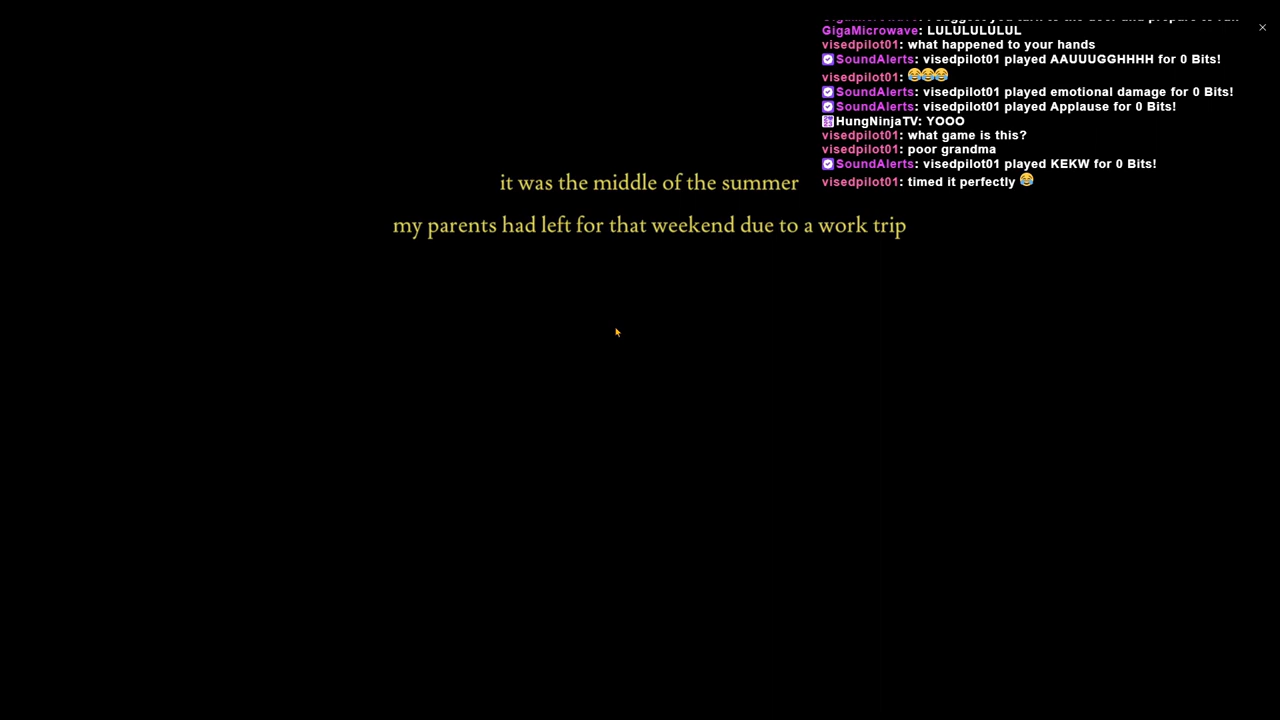 GigaMicrowave: LULULULULUL
visedpilot01: what happened to your hands
SoundAlerts: visedpilot01 played AAUUUGGHHHH for 0 Bits!
visedpilot01: 😂😂😂
SoundAlerts: visedpilot01 played emotional damage for 0 Bits!
SoundAlerts: visedpilot01 played Applause for 0 Bits!
HungNinjaTV: YOOO
visedpilot01: what game is this?
visedpilot01: poor grandma
SoundAlerts: visedpilot01 played KEKW for 0 Bits!
visedpilot01: timed it perfectly 😂
it was the middle of the summer
my parents had left for that weekend due to a work trip